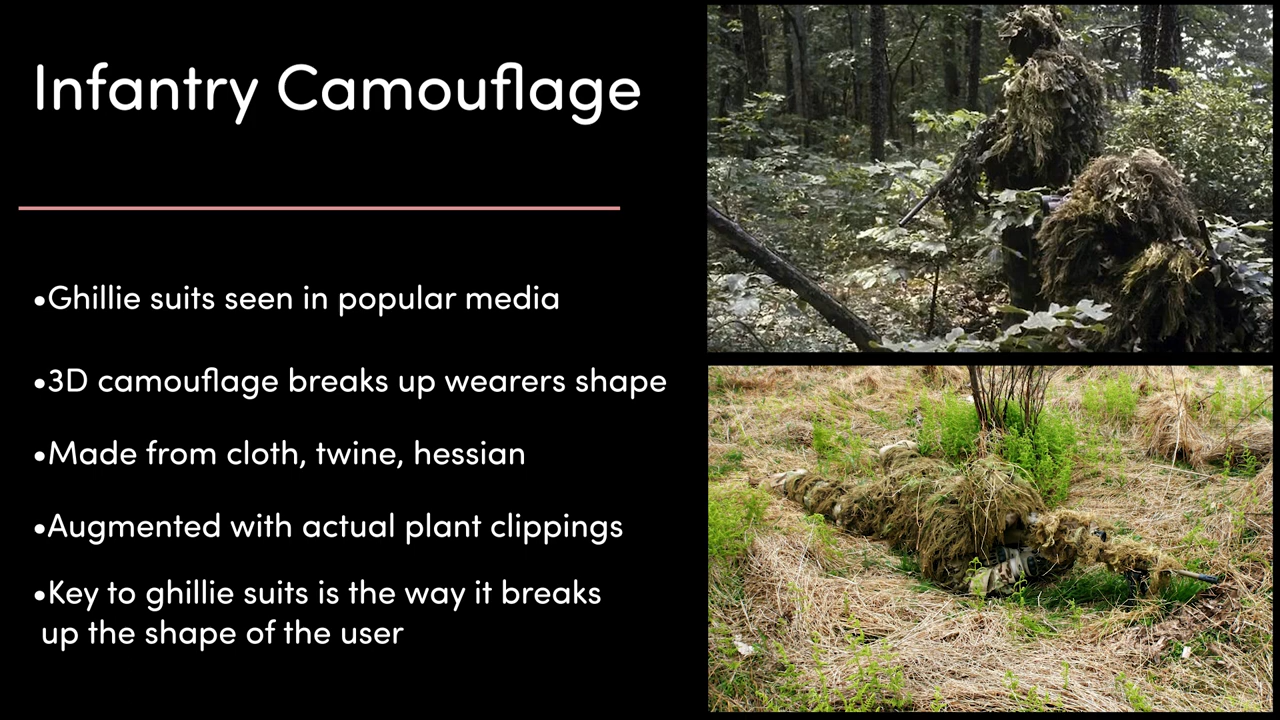 Infantry Camouflage
•Ghillie suits seen in popular media
•3D camouflage breaks up wearers shape
•Made from cloth, twine, hessian
•Augmented with actual plant clippings
•Key to ghillie suits is the way it breaks
up the shape of the user